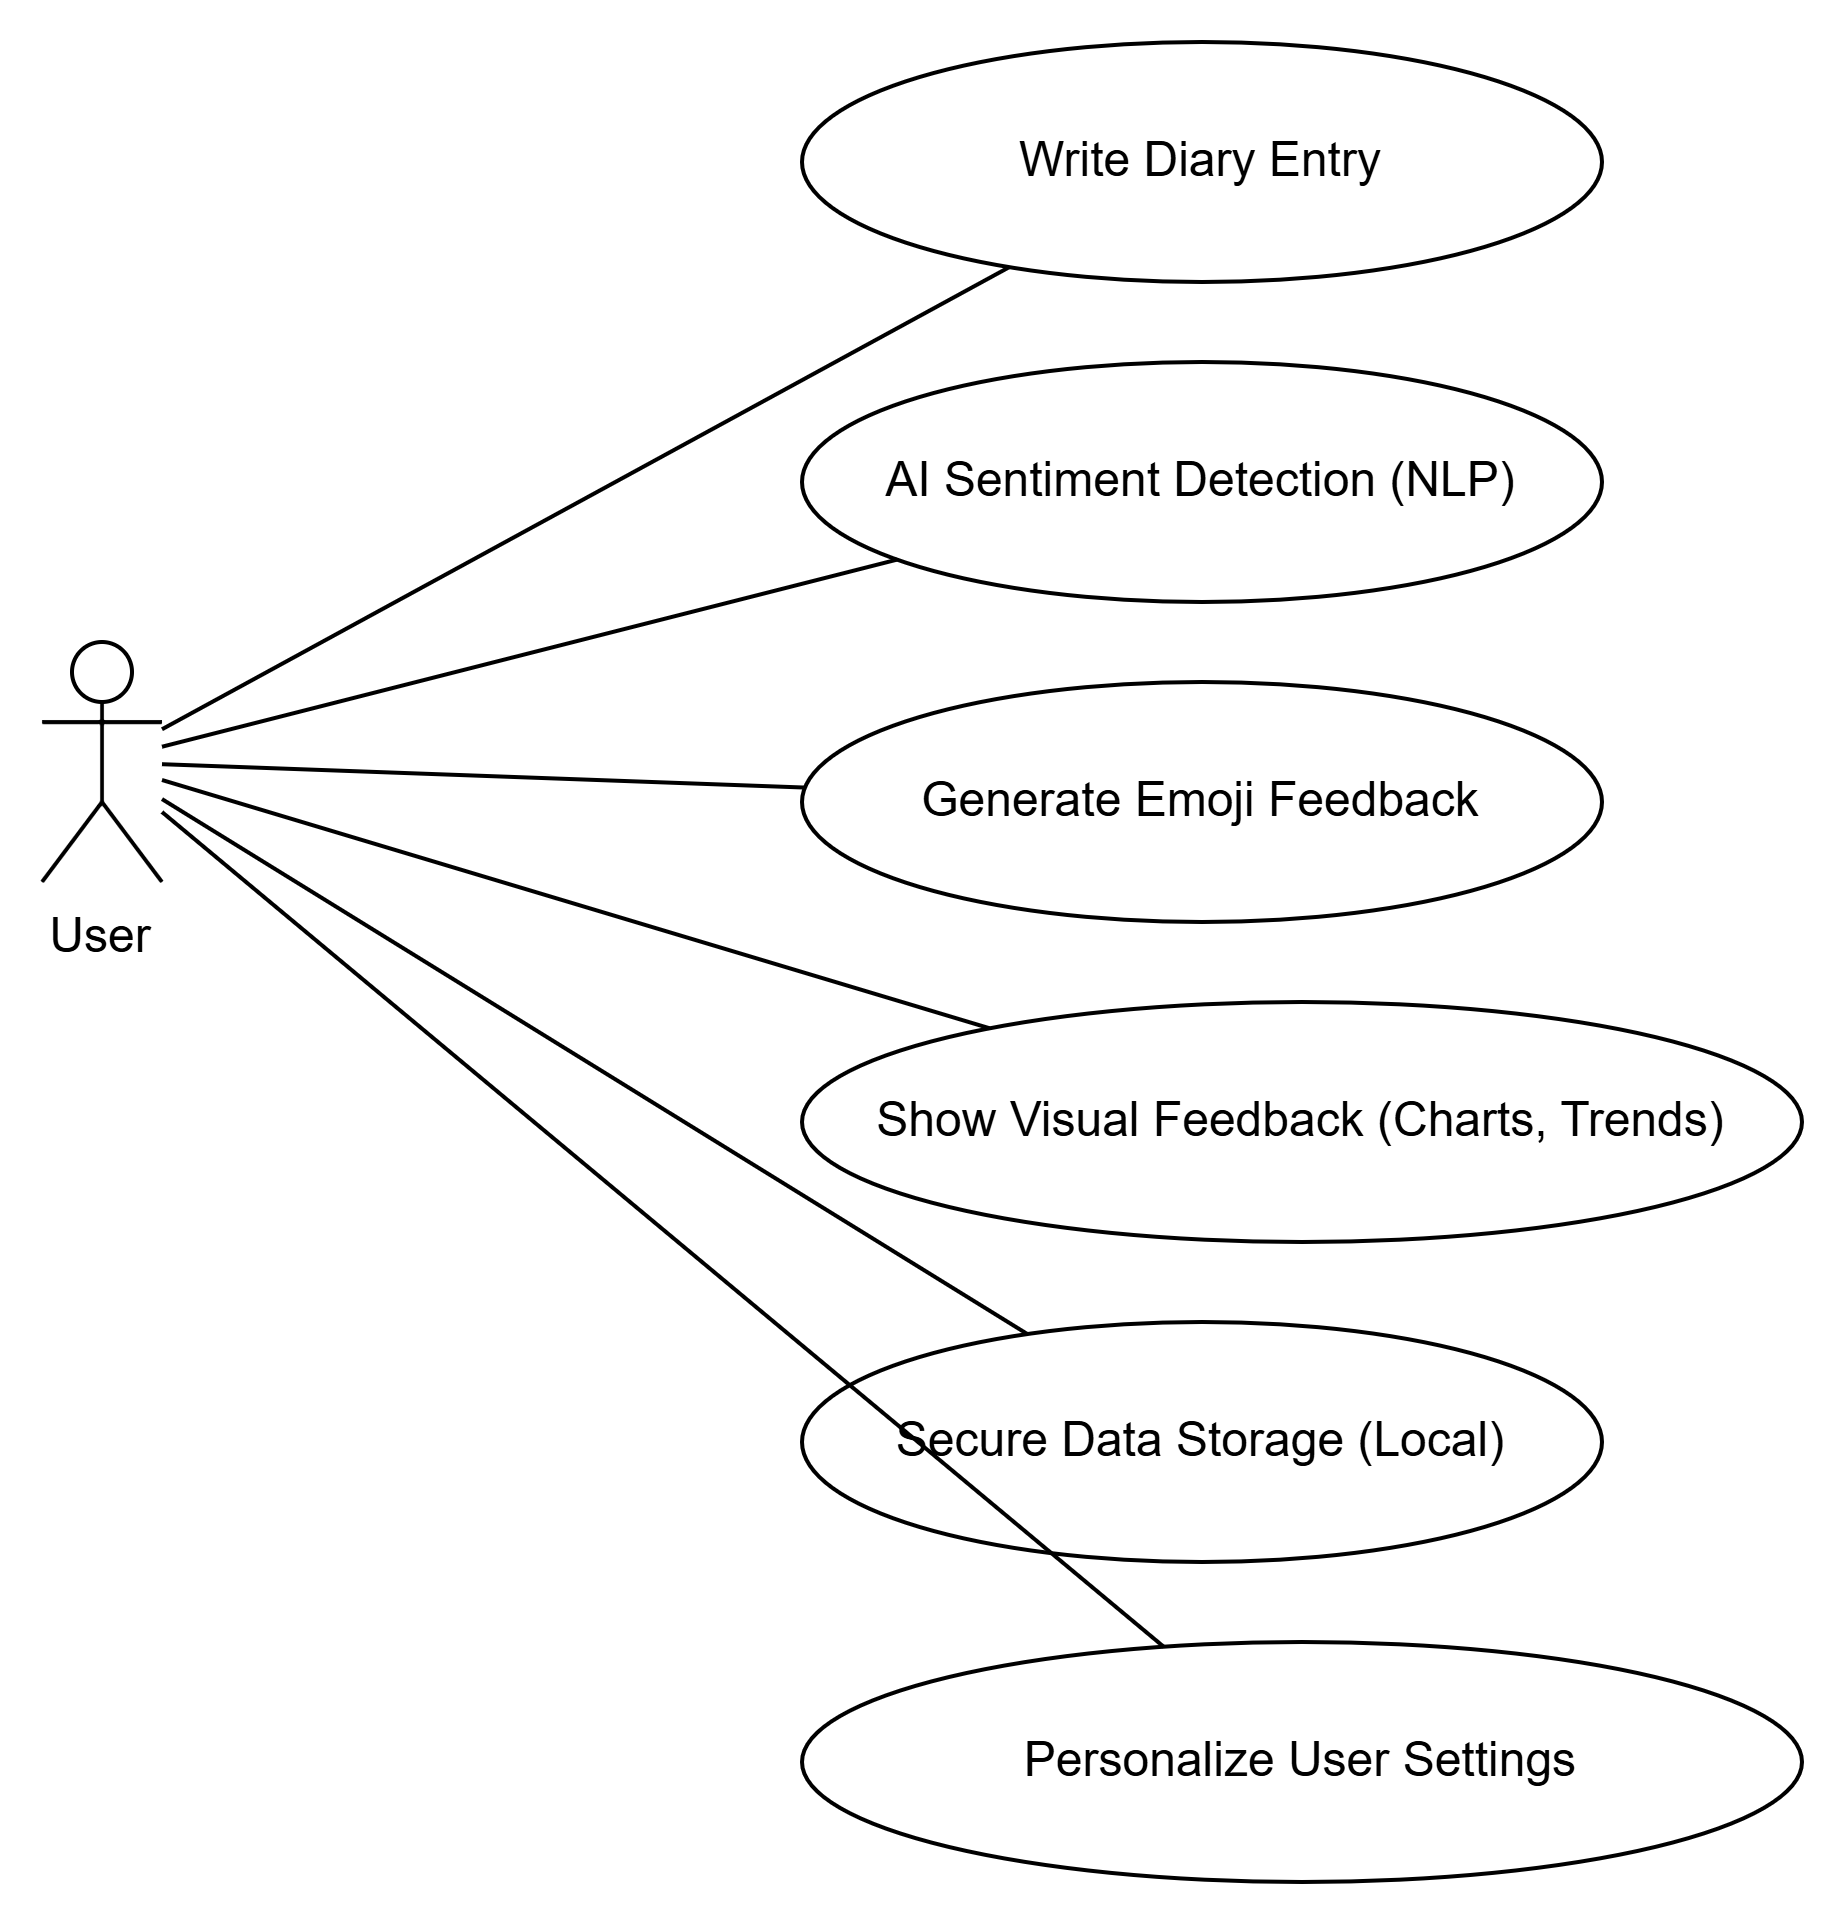 Write Diary Entry
AI Sentiment Detection (NLP)
Generate Emoji Feedback
User
Show Visual Feedback (Charts, Trends)
Secure Data Storage (Local)
Personalize User Settings